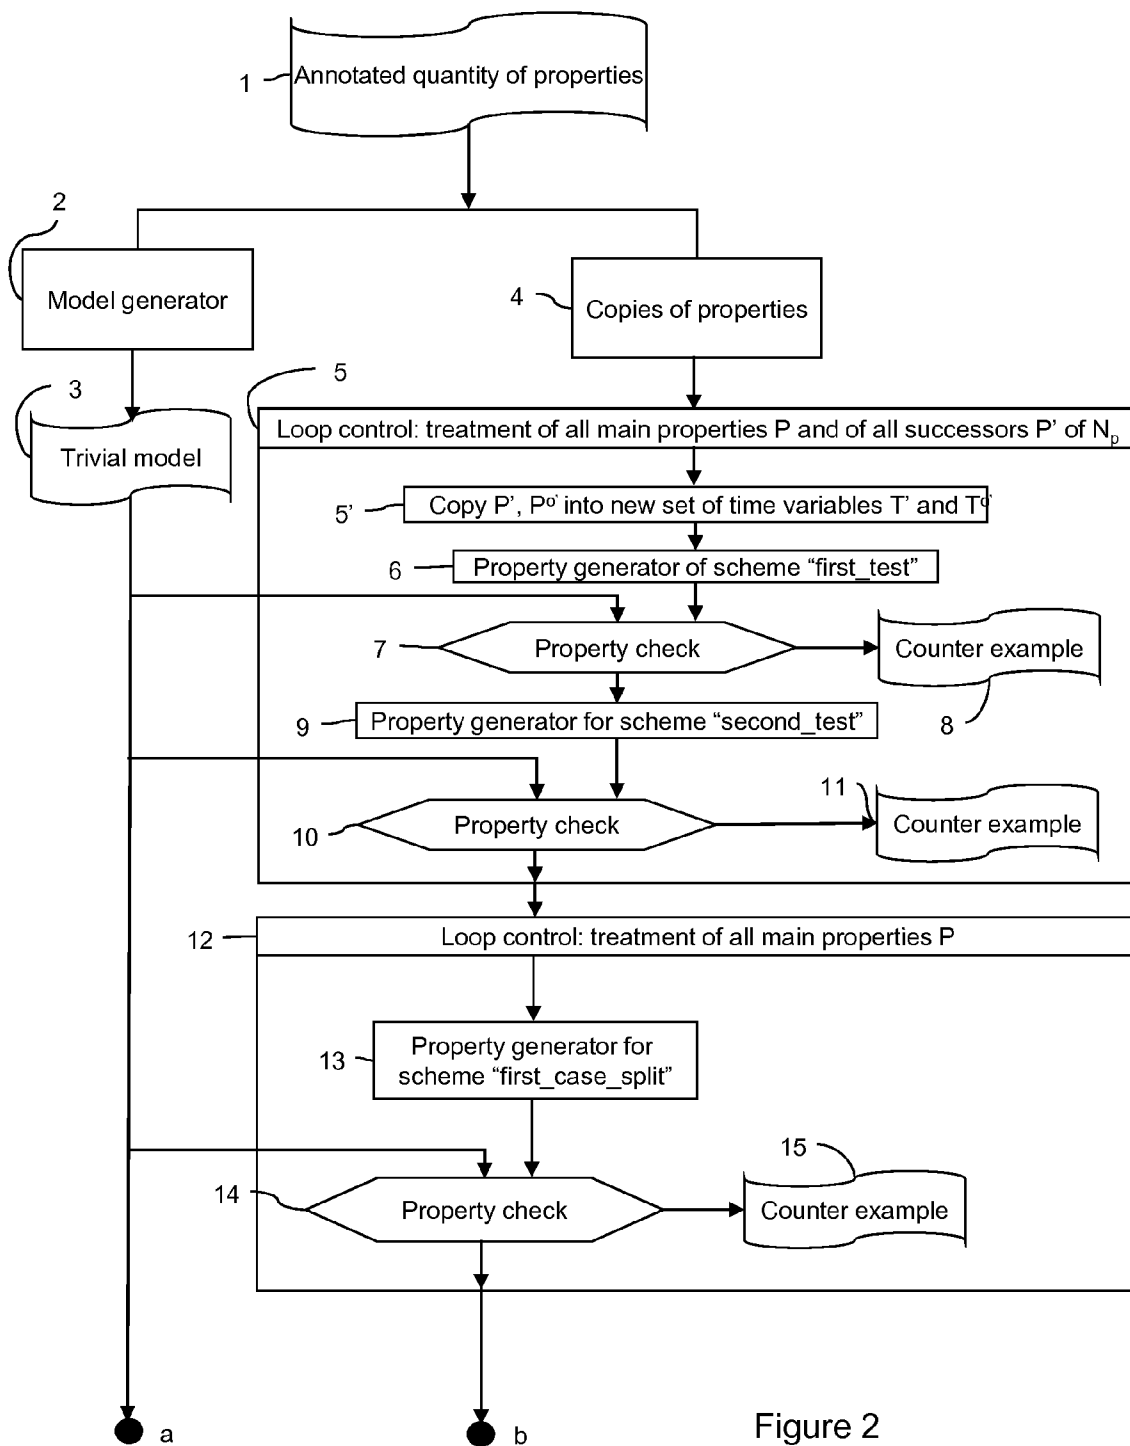 1 Annotated quantity of properties
2
Model generator
4 Copies of properties
3
Trivial model
5
Loop control: treatment of all main properties P and of all successors P' of Np
5' Copy P', Pº' into new set of time variables T' and Tº'
6 Property generator of scheme “first_test”
7 Property check
Counter example
8
9 Property generator for scheme “second_test”
10 Property check
11
Counter example
12 Loop control: treatment of all main properties P
13 Property generator for
scheme “first_case_split”
14 Property check
15
Counter example
a
b
Figure 2